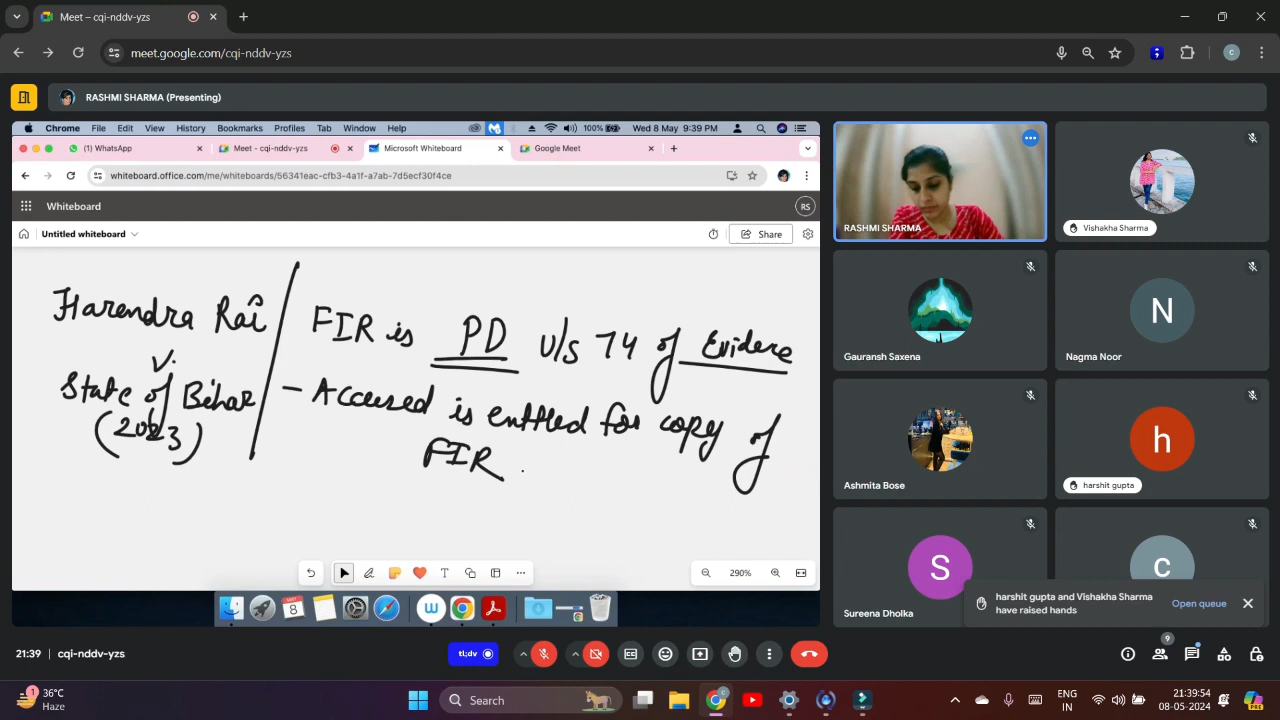 Meet – cqi-nddv-yzs
meet.google.com/cqi-nddv-yzs
c
RASHMI SHARMA (Presenting)
Chrome File Edit View History Bookmarks Profiles Tab Window Help
100% Wed 8 May 9:39 PM
(1) WhatsApp
Meet - cqi-nddv-yzs
Microsoft Whiteboard
Google Meet
whiteboard.office.com/me/whiteboards/56341eac-cfb3-4a1f-a7ab-7d5ecf30f4ce
Whiteboard
RS
Untitled whiteboard
Share
Harendra Rai
v.
State of Bihar
(2023)
FIR is PD u/s 74 of Evidence
– Accused is entitled for copy of
FIR.
290%
RASHMI SHARMA
Vishakha Sharma
Gauransh Saxena
N
Nagma Noor
Ashmita Bose
h
harshit gupta
S
Sureena Dholka
c
harshit gupta and Vishakha Sharma
have raised hands
Open queue
21:39 | cqi-nddv-yzs
tl;dv
9
1
36°C
Haze
Search
ENG
IN
21:39:54
08-05-2024